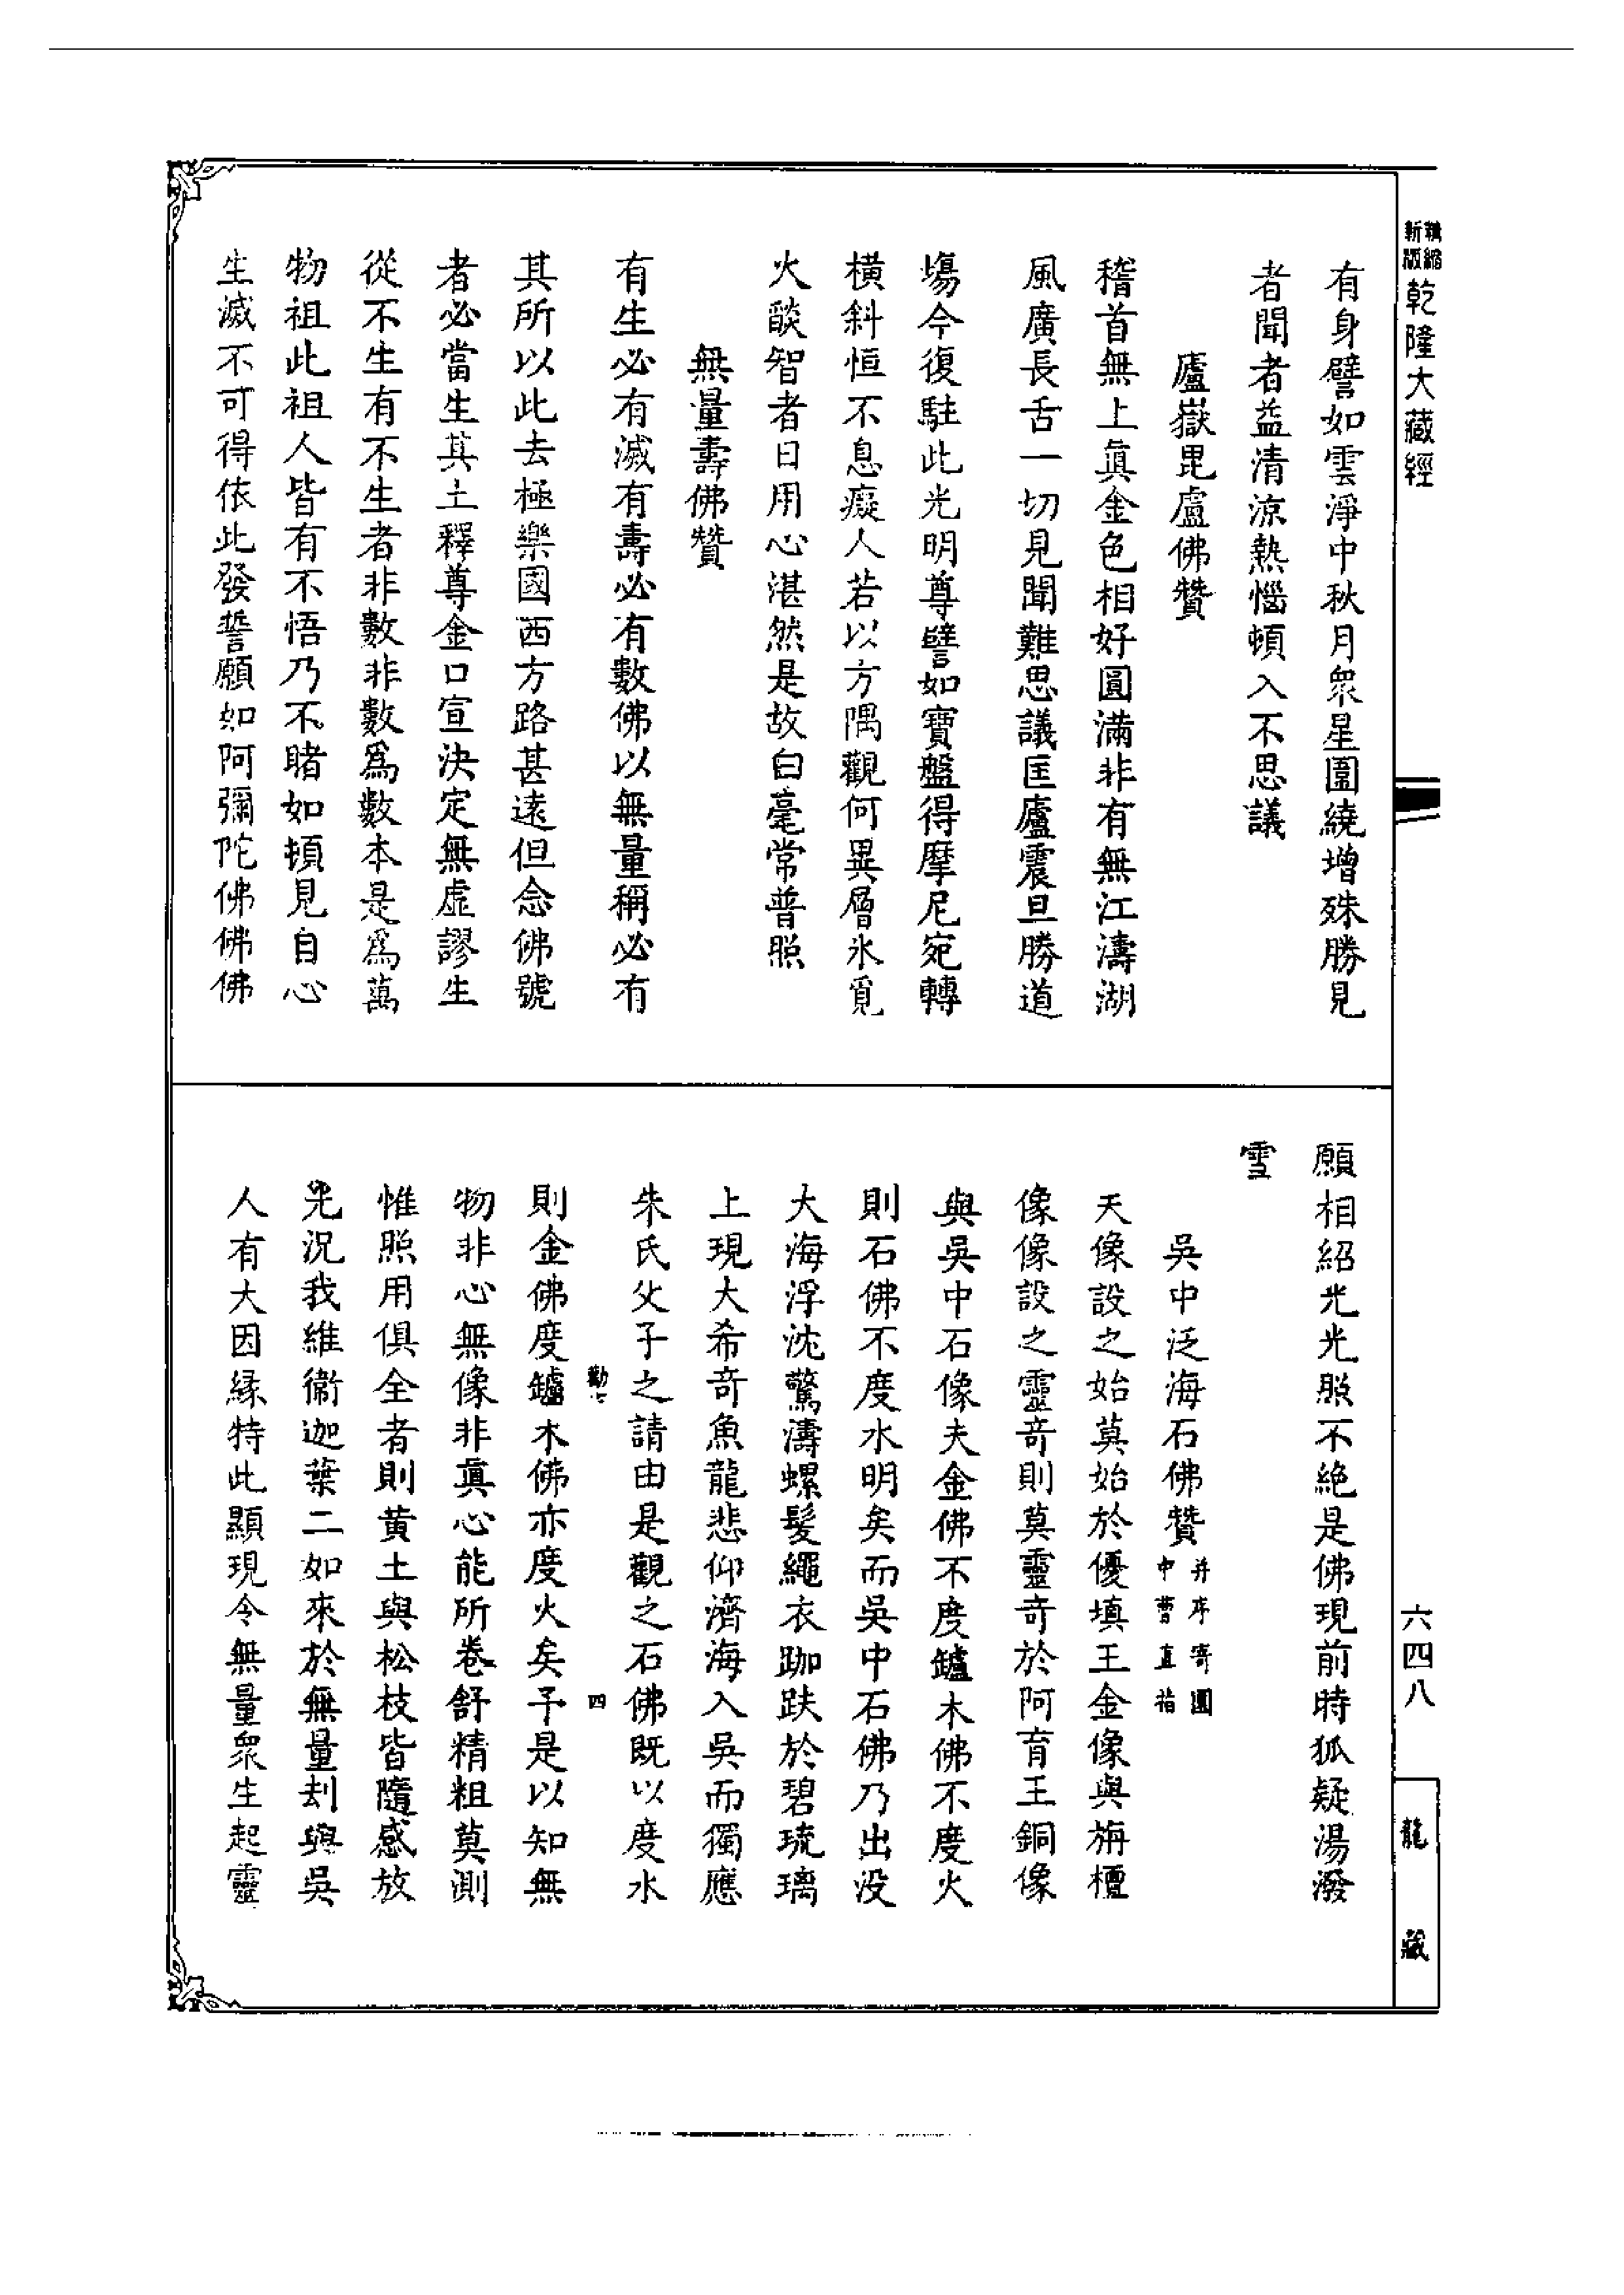 新版
輯縮
乾隆大藏經
有身譬如雲淨中秋月衆星圍繞增殊勝見
者聞者益清涼熱惱頓入不思議
廬嶽毘盧佛贊
稽首無上眞金色相好圓滿非有無江濤湖
風廣長舌一切見聞難思議匡廬震旦勝道
塲今復駐此光明尊譬如寶盤得摩尼宛轉
橫斜恒不息癡人若以方隅觀何異層氷覓
火燄智者日用心湛然是故白毫常普照
無量壽佛贊
有生必有滅有壽必有數佛以無量稱必有
其所以此去極樂國西方路甚遠但念佛號
者必當生其土釋尊金口宣決定無虛謬生
從不生有不生者非數非數爲數本是爲萬
物祖此祖人皆有不悟乃不睹如頓見自心
生滅不可得依此發誓願如阿彌陀佛佛佛
願相紹光光照不絶是佛現前時狐疑湯潑
雪
吳中泛海石佛贊
并序寄圓
中曹直指
天像設之始莫始於優填王金像與栴檀
像像設之靈奇則莫靈奇於阿育王銅像
與吳中石像夫金佛不度鑪木佛不度火
則石佛不度水明矣而吳中石佛乃出没
大海浮沈驚濤螺髮繩衣跏趺於碧琉璃
上現大希奇魚龍悲仰濟海入吳而獨應
朱氏父子之請由是觀之石佛既以度水
勤七
四
則金佛度鑪木佛亦度火矣予是以知無
物非心無像非眞心能所卷舒精粗莫測
惟照用俱全者則黄土與松枝皆隨感放
光況我維衞迦葉二如來於無量刦與吳
人有大因緣特此顯現令無量衆生起靈
六四八
龍藏